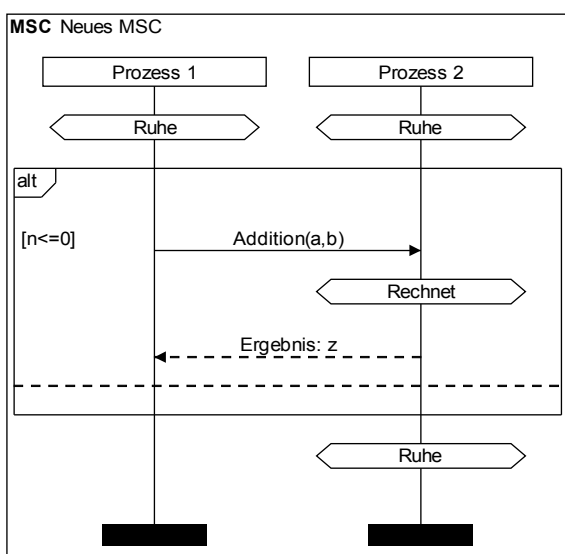 MSC Neues MSC
Prozess 1
Prozess 2
Ruhe
Ruhe
alt
[n<=0]
Addition(a,b)
Rechnet
Ergebnis: z
Ruhe